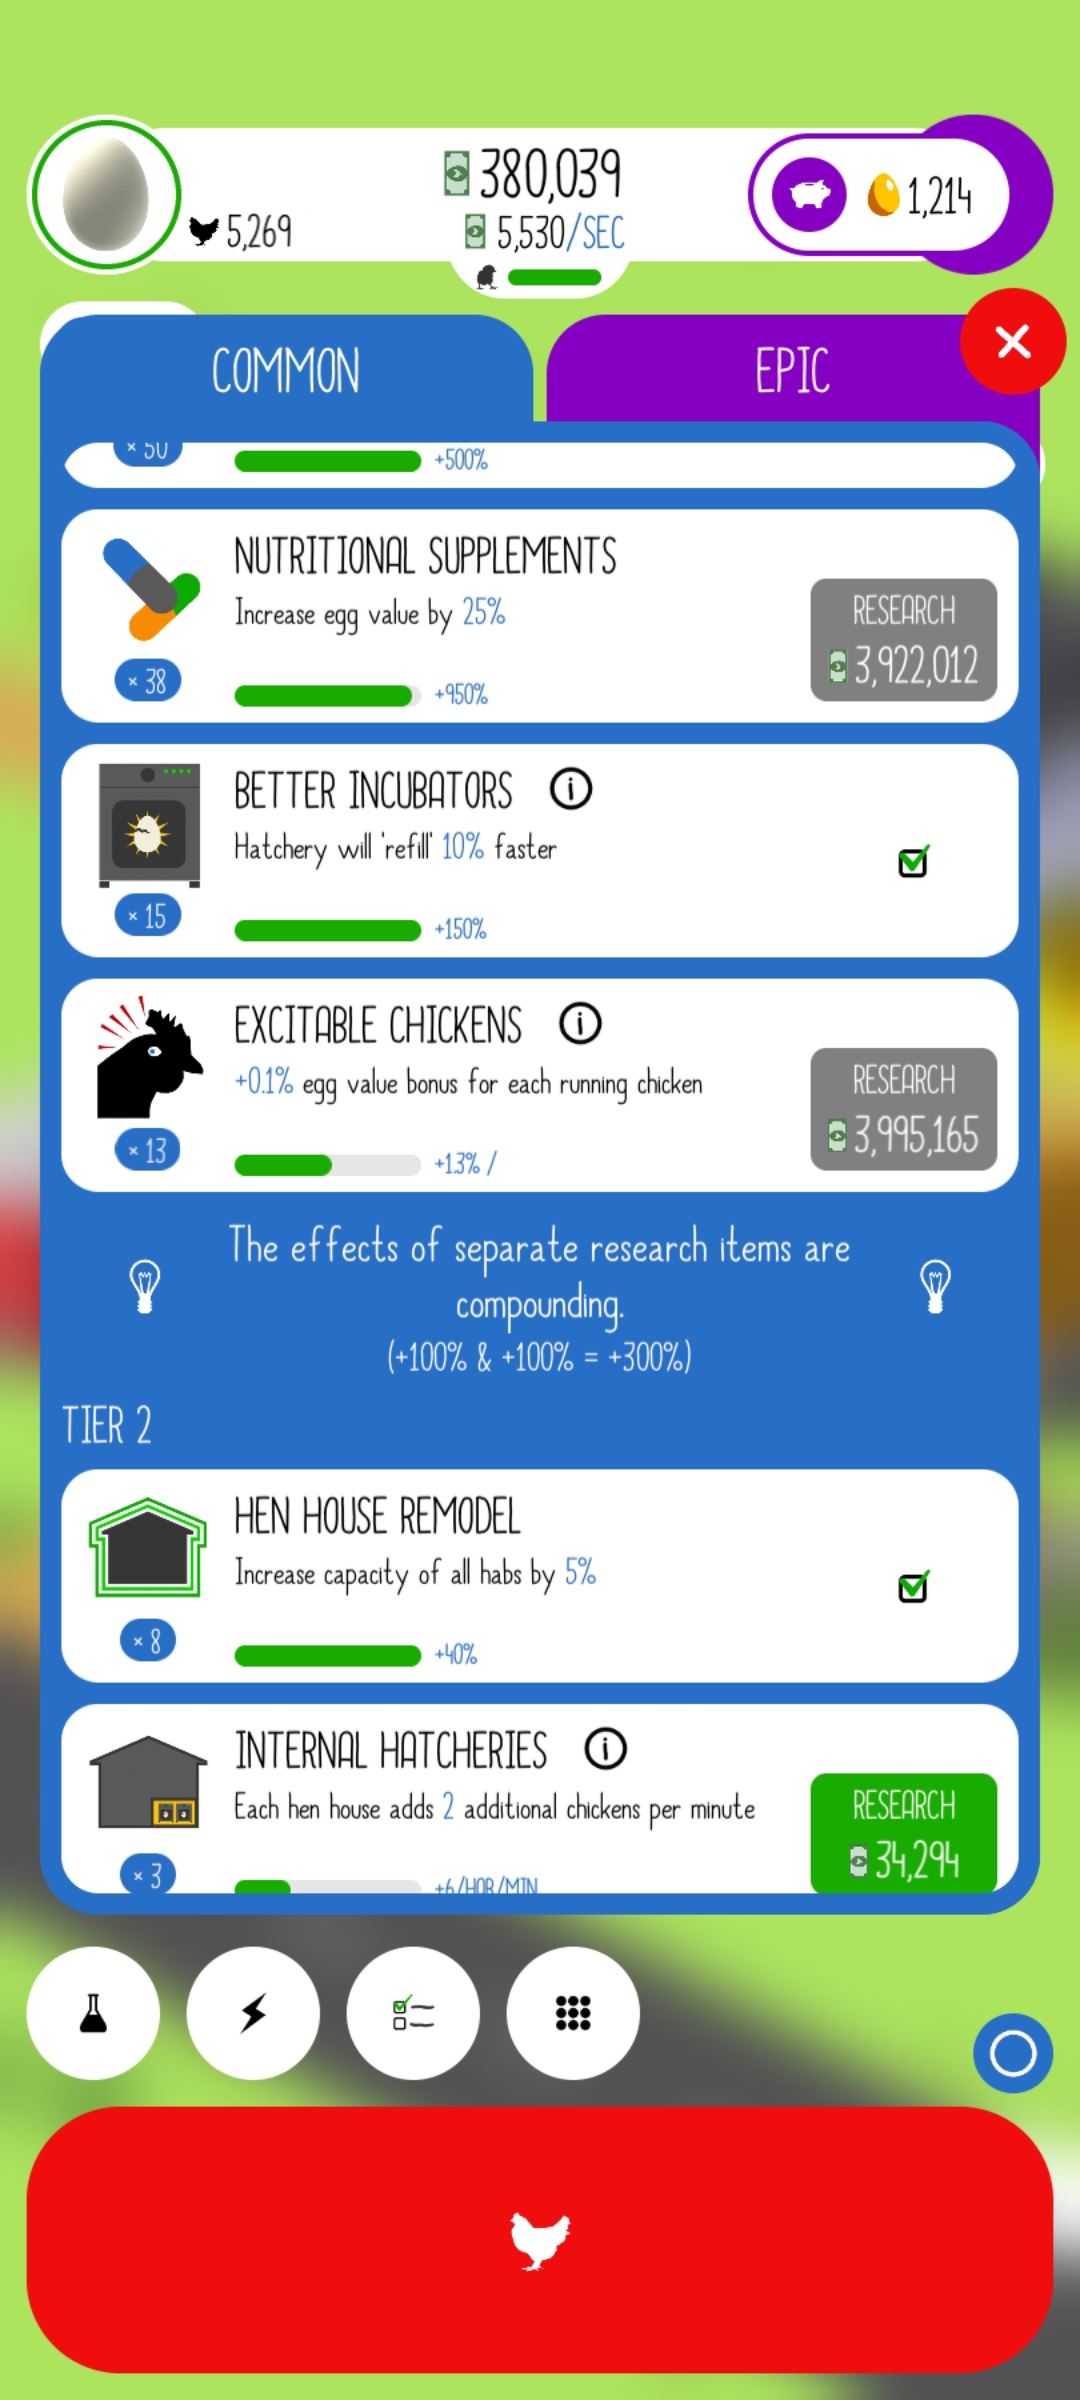 380,039
5,269
5,530/SEC
1,214
COMMON
EPIC
× 50
+500%
NUTRITIONAL SUPPLEMENTS
Increase egg value by 25%
RESEARCH
3,922,012
× 38
+950%
BETTER INCUBATORS i
Hatchery will 'refill' 10% faster
× 15
+150%
EXCITABLE CHICKENS i
+0.1% egg value bonus for each running chicken
RESEARCH
3,995,165
× 13
+1.3% /
The effects of separate research items are
compounding.
(+100% & +100% = +300%)
TIER 2
HEN HOUSE REMODEL
Increase capacity of all habs by 5%
× 8
+40%
INTERNAL HATCHERIES i
Each hen house adds 2 additional chickens per minute
RESEARCH
34,294
× 3
+6/HAB/MIN